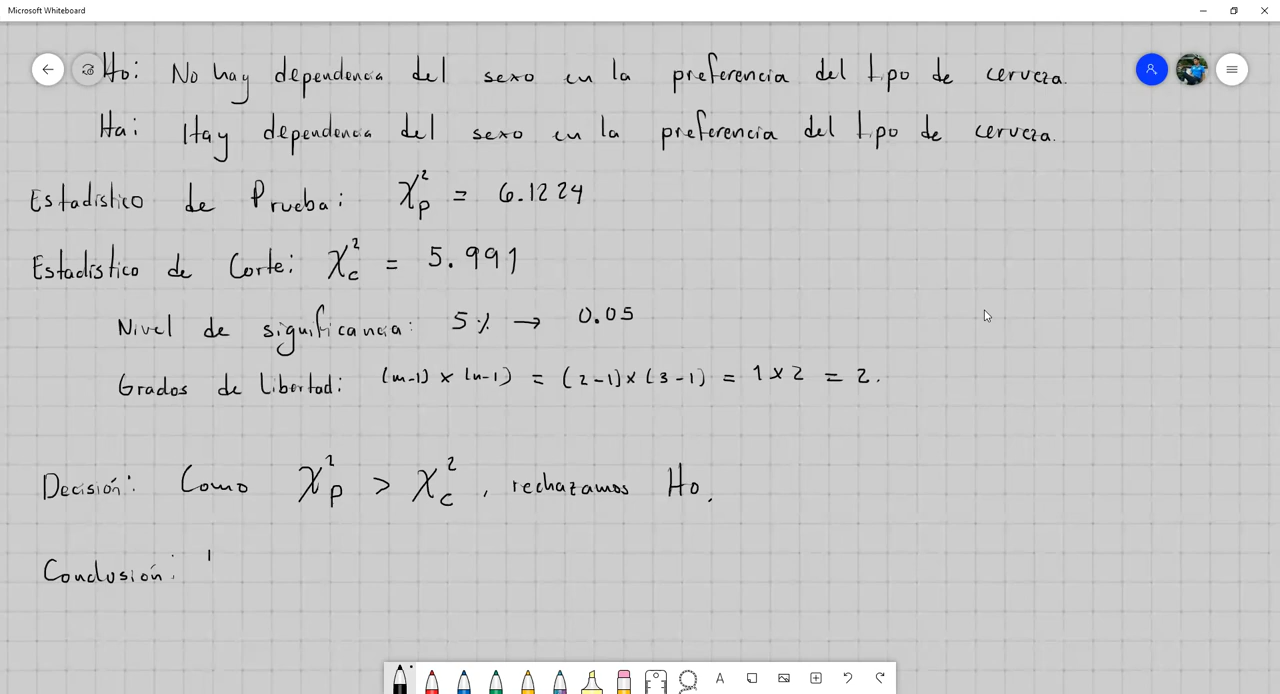 Microsoft Whiteboard
Ho: No hay dependencia del sexo en la preferencia del tipo de cerveza.
Ha: Hay dependencia del sexo en la preferencia del tipo de cerveza.
Estadístico de Prueba: χ²p = 6.1224
Estadístico de Corte: χ²c = 5.991
Nivel de significancia: 5% → 0.05
Grados de Libertad: (m-1) x (n-1) = (2-1) x (3-1) = 1 x 2 = 2.
Decisión: Como χ²p > χ²c, rechazamos Ho.
Conclusión: